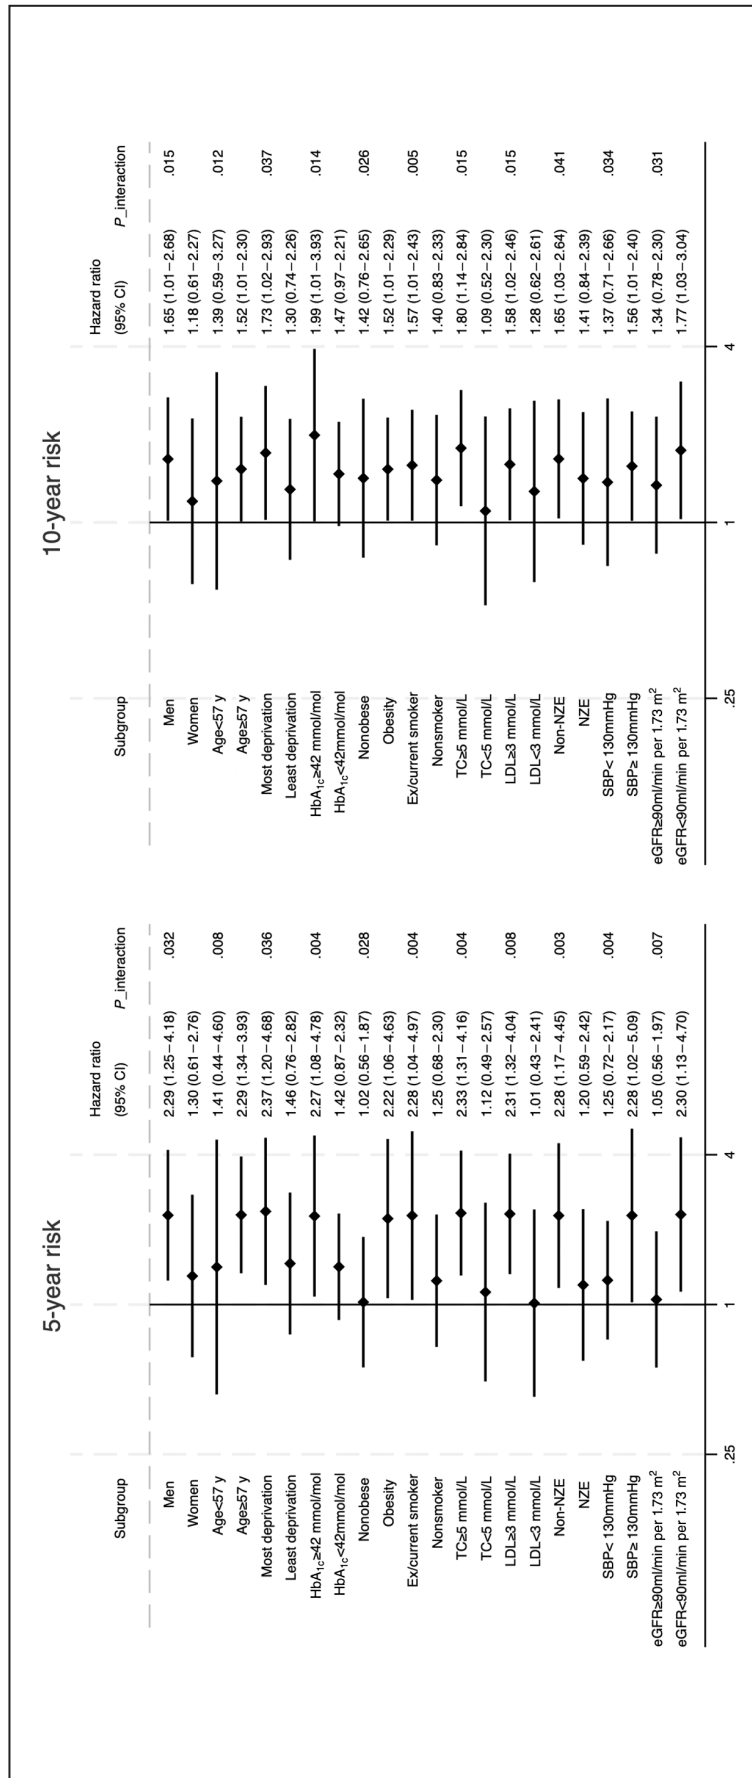 5-year risk
Subgroup Hazard ratio (95% CI) P_interaction
Men 2.29 (1.25−4.18) .032
Women 1.30 (0.61−2.76)
Age<57 y 1.41 (0.44−4.60) .008
Age≥57 y 2.29 (1.34−3.93)
Most deprivation 2.37 (1.20−4.68) .036
Least deprivation 1.46 (0.76−2.82)
HbA1c≥42 mmol/mol 2.27 (1.08−4.78) .004
HbA1c<42mmol/mol 1.42 (0.87−2.32)
Nonobese 1.02 (0.56−1.87) .028
Obesity 2.22 (1.06−4.63)
Ex/current smoker 2.28 (1.04−4.97) .004
Nonsmoker 1.25 (0.68−2.30)
TC≥5 mmol/L 2.33 (1.31−4.16) .004
TC<5 mmol/L 1.12 (0.49−2.57)
LDL≥3 mmol/L 2.31 (1.32−4.04) .008
LDL<3 mmol/L 1.01 (0.43−2.41)
Non-NZE 2.28 (1.17−4.45) .003
NZE 1.20 (0.59−2.42)
SBP< 130mmHg 1.25 (0.72−2.17) .004
SBP≥ 130mmHg 2.28 (1.02−5.09)
eGFR≥90ml/min per 1.73 m² 1.05 (0.56−1.97) .007
eGFR<90ml/min per 1.73 m² 2.30 (1.13−4.70)
.25 1 4
10-year risk
Subgroup Hazard ratio (95% CI) P_interaction
Men 1.65 (1.01−2.68) .015
Women 1.18 (0.61−2.27)
Age<57 y 1.39 (0.59−3.27) .012
Age≥57 y 1.52 (1.01−2.30)
Most deprivation 1.73 (1.02−2.93) .037
Least deprivation 1.30 (0.74−2.26)
HbA1c≥42 mmol/mol 1.99 (1.01−3.93) .014
HbA1c<42mmol/mol 1.47 (0.97−2.21)
Nonobese 1.42 (0.76−2.65) .026
Obesity 1.52 (1.01−2.29)
Ex/current smoker 1.57 (1.01−2.43) .005
Nonsmoker 1.40 (0.83−2.33)
TC≥5 mmol/L 1.80 (1.14−2.84) .015
TC<5 mmol/L 1.09 (0.52−2.30)
LDL≥3 mmol/L 1.58 (1.02−2.46) .015
LDL<3 mmol/L 1.28 (0.62−2.61)
Non-NZE 1.65 (1.03−2.64) .041
NZE 1.41 (0.84−2.39)
SBP< 130mmHg 1.37 (0.71−2.66) .034
SBP≥ 130mmHg 1.56 (1.01−2.40)
eGFR≥90ml/min per 1.73 m² 1.34 (0.78−2.30) .031
eGFR<90ml/min per 1.73 m² 1.77 (1.03−3.04)
.25 1 4